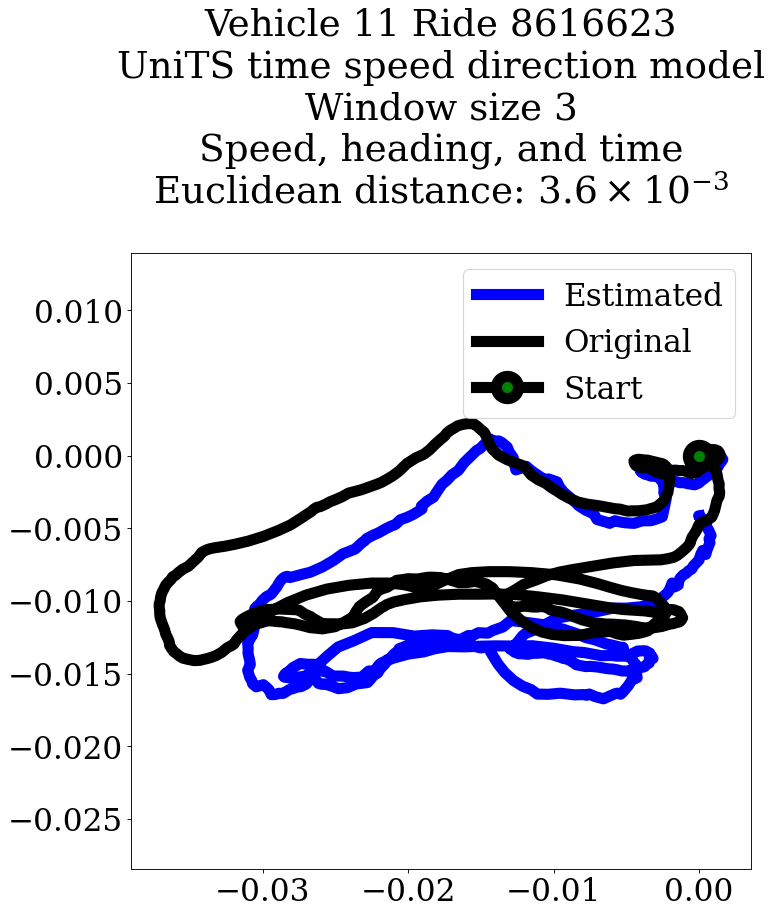 Vehicle 11 Ride 8616623
UniTS time speed direction model
Window size 3
Speed, heading, and time
Euclidean distance: 3.6 × 10⁻³
Estimated
Original
Start
0.010
0.005
0.000
−0.005
−0.010
−0.015
−0.020
−0.025
−0.03 −0.02 −0.01 0.00